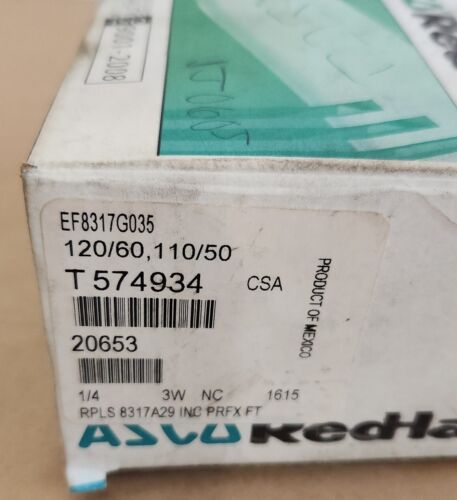 9001-2008
EF8317G035
120/60,110/50
T 574934 CSA
PRODUCT OF MEXICO
20653
1/4 3W NC 1615
RPLS 8317A29 INC PRFX FT
ASCO RedHa